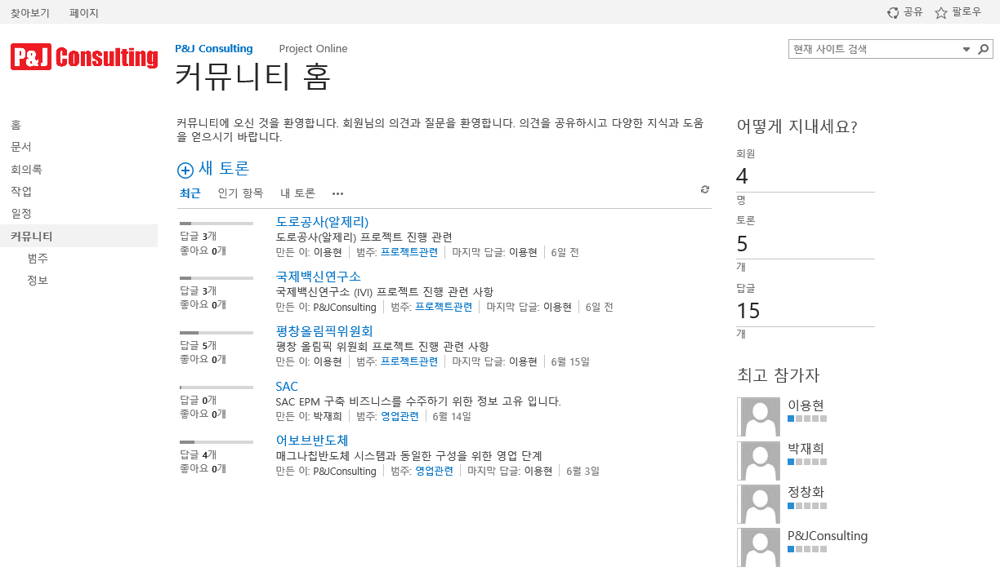 찾아보기 페이지 공유 팔로우
P&J Consulting
P&J Consulting Project Online
현재 사이트 검색
커뮤니티 홈
홈
문서
회의록
작업
일정
커뮤니티
범주
정보
커뮤니티에 오신 것을 환영합니다. 회원님의 의견과 질문을 환영합니다. 의견을 공유하시고 다양한 지식과 도움
을 얻으시기 바랍니다.
새 토론
최근 인기 항목 내 토론 •••
답글 3개
좋아요 0개
도로공사(알제리)
도로공사(알제리) 프로젝트 진행 관련
만든 이: 이용현 범주: 프로젝트관련 마지막 답글: 이용현 6일 전
답글 3개
좋아요 0개
국제백신연구소
국제백신연구소 (IVI) 프로젝트 진행 관련 사항
만든 이: P&JConsulting 범주: 프로젝트관련 마지막 답글: 이용현 6일 전
답글 5개
좋아요 0개
평창올림픽위원회
평창 올림픽 위원회 프로젝트 진행 관련 사항
만든 이: 이용현 범주: 프로젝트관련 마지막 답글: 이용현 6월 15일
답글 0개
좋아요 0개
SAC
SAC EPM 구축 비즈니스를 수주하기 위한 정보 고유 입니다.
만든 이: 박재희 범주: 영업관련 6월 14일
답글 4개
좋아요 0개
어보브반도체
매그나칩반도체 시스템과 동일한 구성을 위한 영업 단계
만든 이: P&JConsulting 범주: 영업관련 마지막 답글: 이용현 6월 3일
어떻게 지내세요?
회원
4
명
토론
5
개
답글
15
개
최고 참가자
이용현
박재희
정창화
P&JConsulting